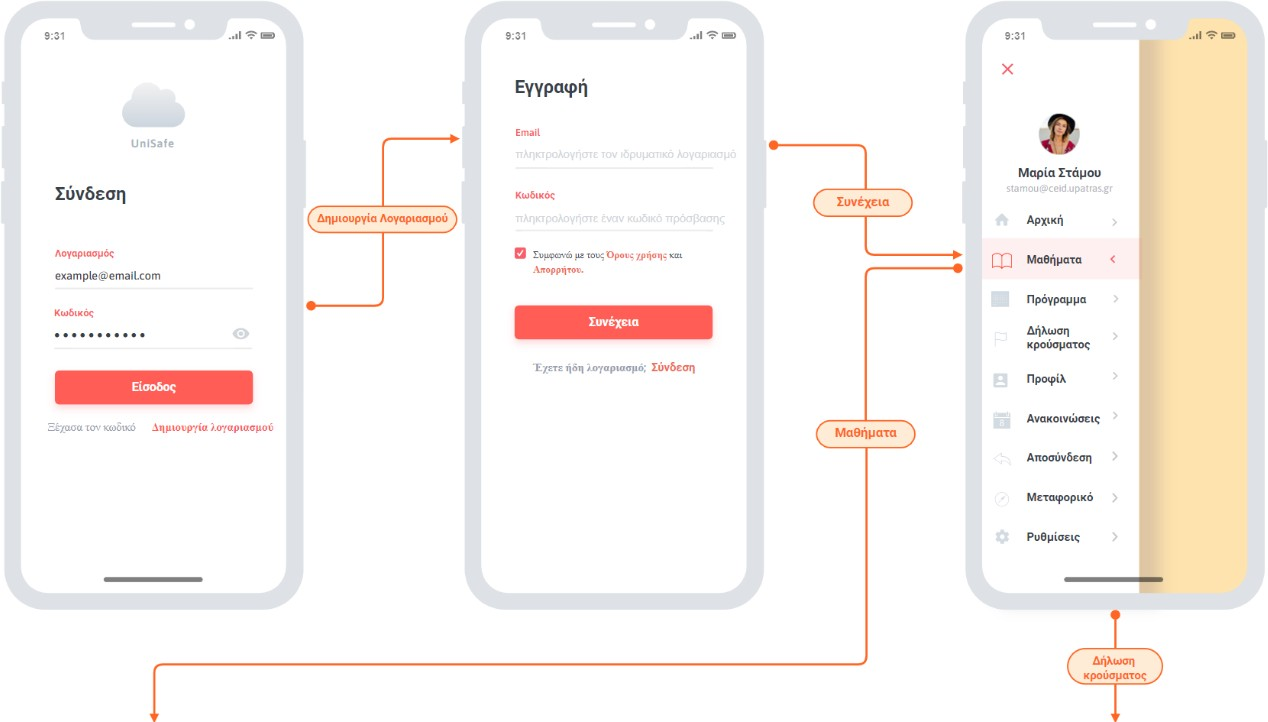 9:31
UniSafe
Σύνδεση
Λογαριασμός
example@email.com
Κωδικός
Είσοδος
Ξέχασα τον κωδικό Δημιουργία λογαριασμού
Δημιουργία Λογαριασμού
9:31
Εγγραφή
Email
πληκτρολογήστε τον ιδρυματικό λογαριασμό
Κωδικός
πληκτρολογήστε έναν κωδικό πρόσβασης
Συμφωνώ με τους Όρους χρήσης και
Απορρήτου.
Συνέχεια
Έχετε ήδη λογαριασμό; Σύνδεση
Συνέχεια
Μαθήματα
9:31
Μαρία Στάμου
stamou@ceid.upatras.gr
Αρχική
Μαθήματα
Πρόγραμμα
Δήλωση
κρούσματος
Προφίλ
Ανακοινώσεις
Αποσύνδεση
Μεταφορικό
Ρυθμίσεις
Δήλωση
κρούσματος